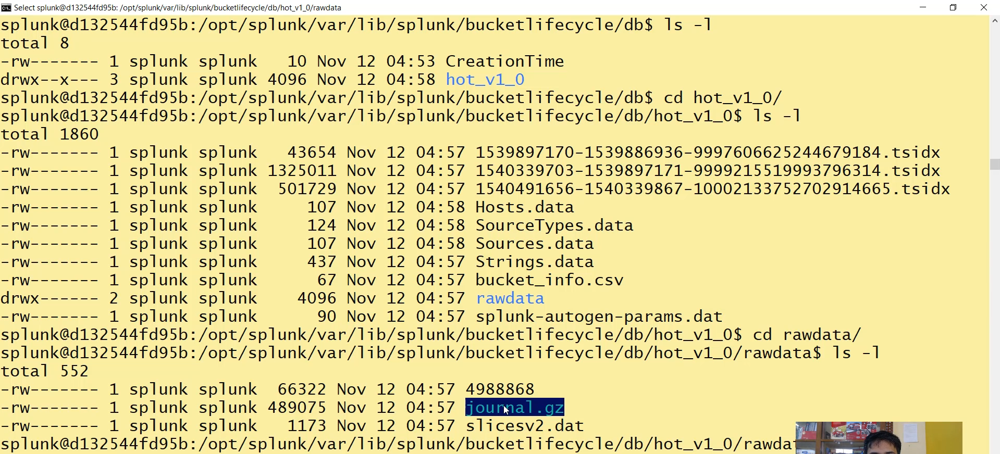 Select splunk@d132544fd95b: /opt/splunk/var/lib/splunk/bucketlifecycle/db/hot_v1_0/rawdata
splunk@d132544fd95b:/opt/splunk/var/lib/splunk/bucketlifecycle/db$ ls -l
total 8
-rw------- 1 splunk splunk   10 Nov 12 04:53 CreationTime
drwx--x--- 3 splunk splunk 4096 Nov 12 04:58 hot_v1_0
splunk@d132544fd95b:/opt/splunk/var/lib/splunk/bucketlifecycle/db$ cd hot_v1_0/
splunk@d132544fd95b:/opt/splunk/var/lib/splunk/bucketlifecycle/db/hot_v1_0$ ls -l
total 1860
-rw------- 1 splunk splunk   43654 Nov 12 04:57 1539897170-1539886936-9997606625244679184.tsidx
-rw------- 1 splunk splunk 1325011 Nov 12 04:57 1540339703-1539897171-9999215519993796314.tsidx
-rw------- 1 splunk splunk  501729 Nov 12 04:57 1540491656-1540339867-10002133752702914665.tsidx
-rw------- 1 splunk splunk     107 Nov 12 04:58 Hosts.data
-rw------- 1 splunk splunk     124 Nov 12 04:58 SourceTypes.data
-rw------- 1 splunk splunk     107 Nov 12 04:58 Sources.data
-rw------- 1 splunk splunk     437 Nov 12 04:57 Strings.data
-rw------- 1 splunk splunk      67 Nov 12 04:57 bucket_info.csv
drwx------ 2 splunk splunk    4096 Nov 12 04:57 rawdata
-rw------- 1 splunk splunk      90 Nov 12 04:57 splunk-autogen-params.dat
splunk@d132544fd95b:/opt/splunk/var/lib/splunk/bucketlifecycle/db/hot_v1_0$ cd rawdata/
splunk@d132544fd95b:/opt/splunk/var/lib/splunk/bucketlifecycle/db/hot_v1_0/rawdata$ ls -l
total 552
-rw------- 1 splunk splunk  66322 Nov 12 04:57 4988868
-rw------- 1 splunk splunk 489075 Nov 12 04:57 journal.gz
-rw------- 1 splunk splunk   1173 Nov 12 04:57 slicesv2.dat
splunk@d132544fd95b:/opt/splunk/var/lib/splunk/bucketlifecycle/db/hot_v1_0/rawda